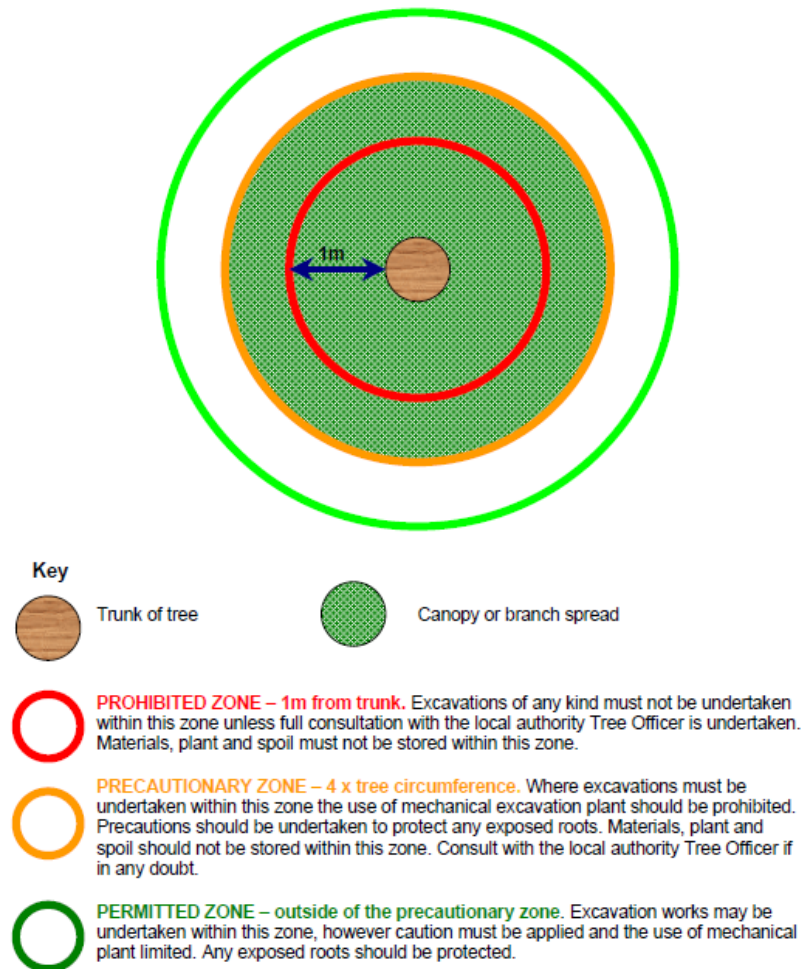 1m
Key
Trunk of tree
Canopy or branch spread
PROHIBITED ZONE – 1m from trunk. Excavations of any kind must not be undertaken
within this zone unless full consultation with the local authority Tree Officer is undertaken.
Materials, plant and spoil must not be stored within this zone.
PRECAUTIONARY ZONE – 4 x tree circumference. Where excavations must be
undertaken within this zone the use of mechanical excavation plant should be prohibited.
Precautions should be undertaken to protect any exposed roots. Materials, plant and
spoil should not be stored within this zone. Consult with the local authority Tree Officer if
in any doubt.
PERMITTED ZONE – outside of the precautionary zone. Excavation works may be
undertaken within this zone, however caution must be applied and the use of mechanical
plant limited. Any exposed roots should be protected.